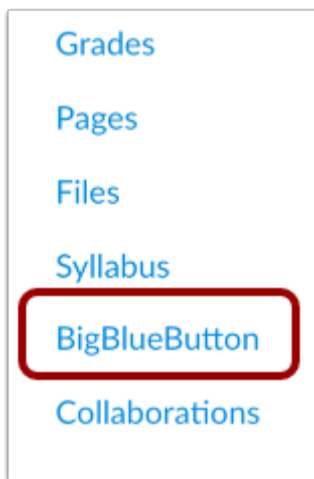 Grades
Pages
Files
Syllabus
BigBlueButton
Collaborations